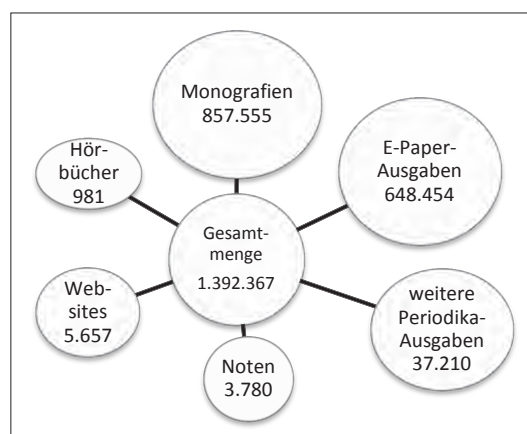 Monografien
857.555
E-Paper-
Ausgaben
648.454
Hör-
bücher
981
Gesamt-
menge
1.392.367
Web-
sites
5.657
weitere
Periodika-
Ausgaben
37.210
Noten
3.780